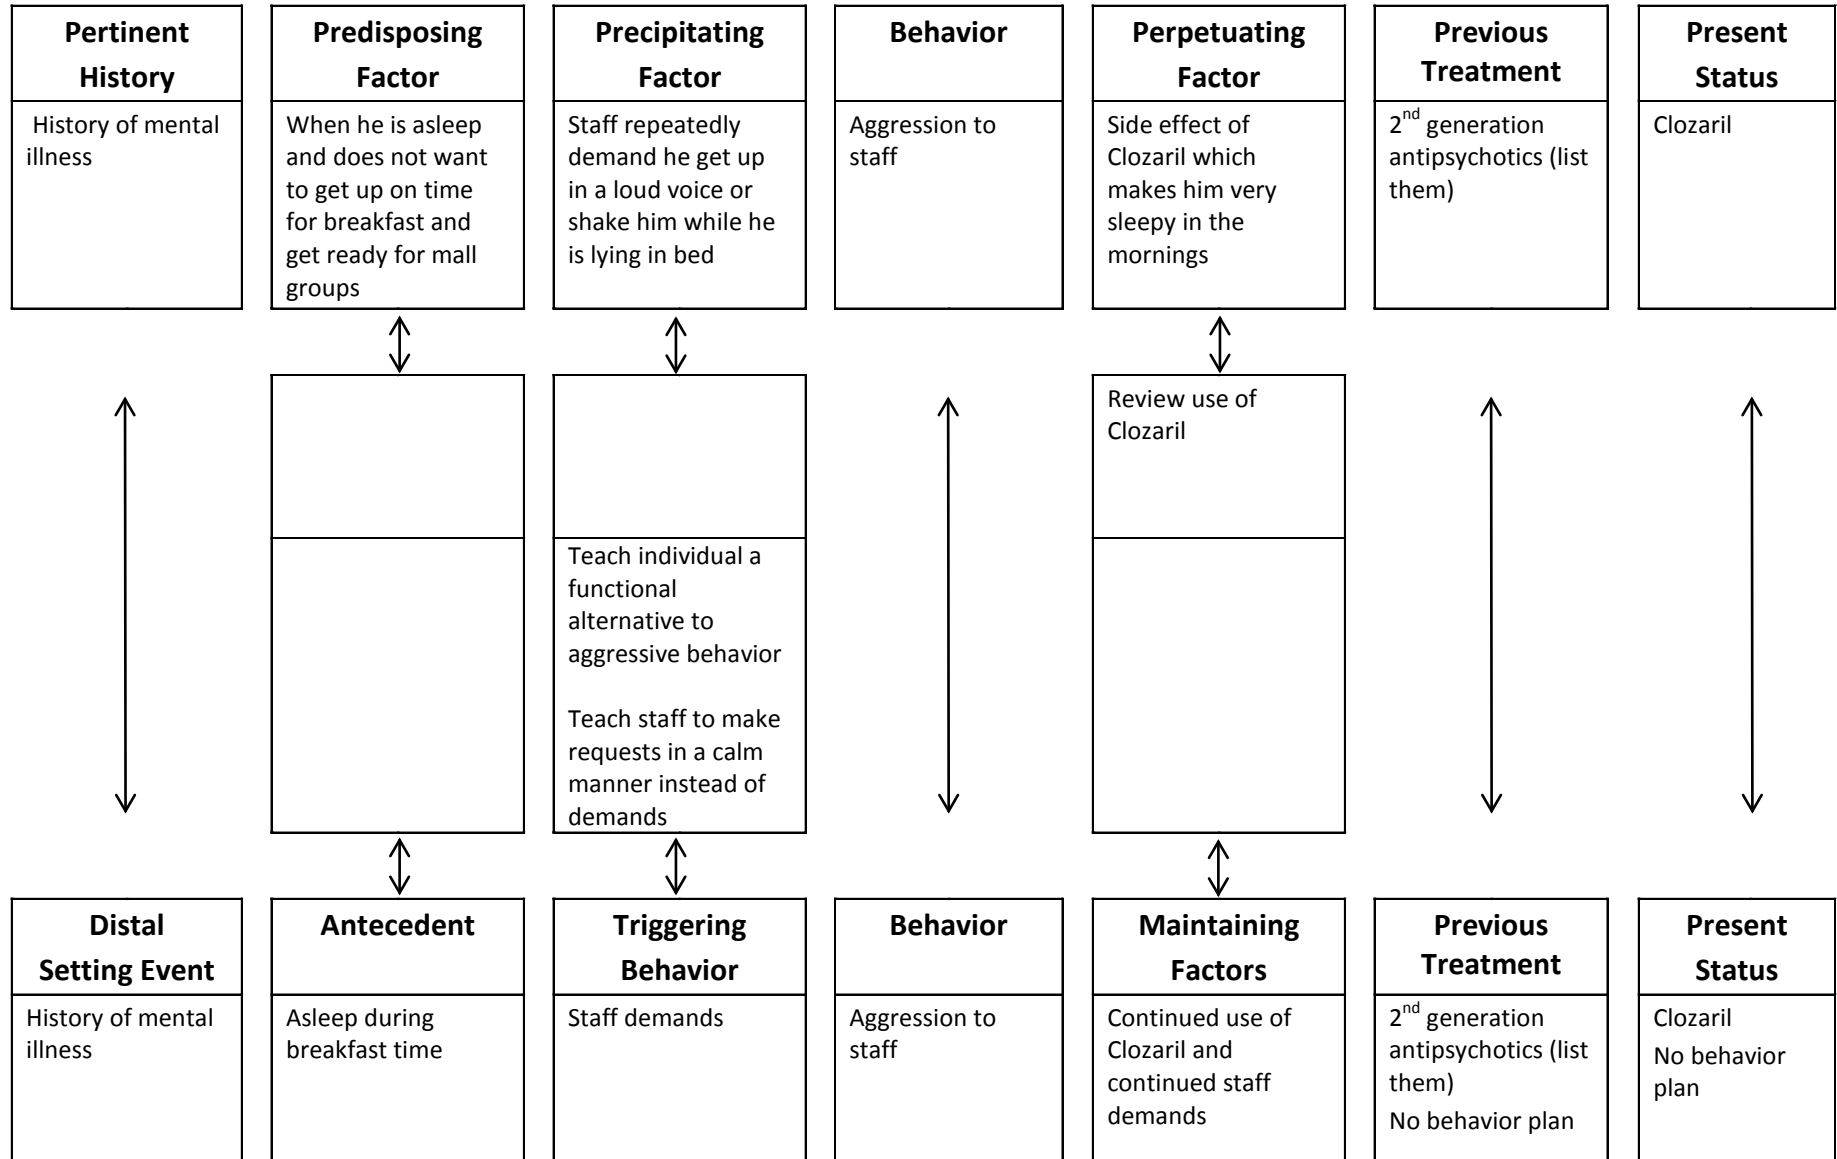 Pertinent
History
History of mental
illness
Predisposing
Factor
When he is asleep
and does not want
to get up on time
for breakfast and
get ready for mall
groups
Precipitating
Factor
Staff repeatedly
demand he get up
in a loud voice or
shake him while he
is lying in bed
Behavior
Aggression to
staff
Perpetuating
Factor
Side effect of
Clozaril which
makes him very
sleepy in the
mornings
Previous
Treatment
2nd generation
antipsychotics (list
them)
Present
Status
Clozaril
Review use of
Clozaril
Teach individual a
functional
alternative to
aggressive behavior
Teach staff to make
requests in a calm
manner instead of
demands
Distal
Setting Event
History of mental
illness
Antecedent
Asleep during
breakfast time
Triggering
Behavior
Staff demands
Behavior
Aggression to
staff
Maintaining
Factors
Continued use of
Clozaril and
continued staff
demands
Previous
Treatment
2nd generation
antipsychotics (list
them)
No behavior plan
Present
Status
Clozaril
No behavior
plan